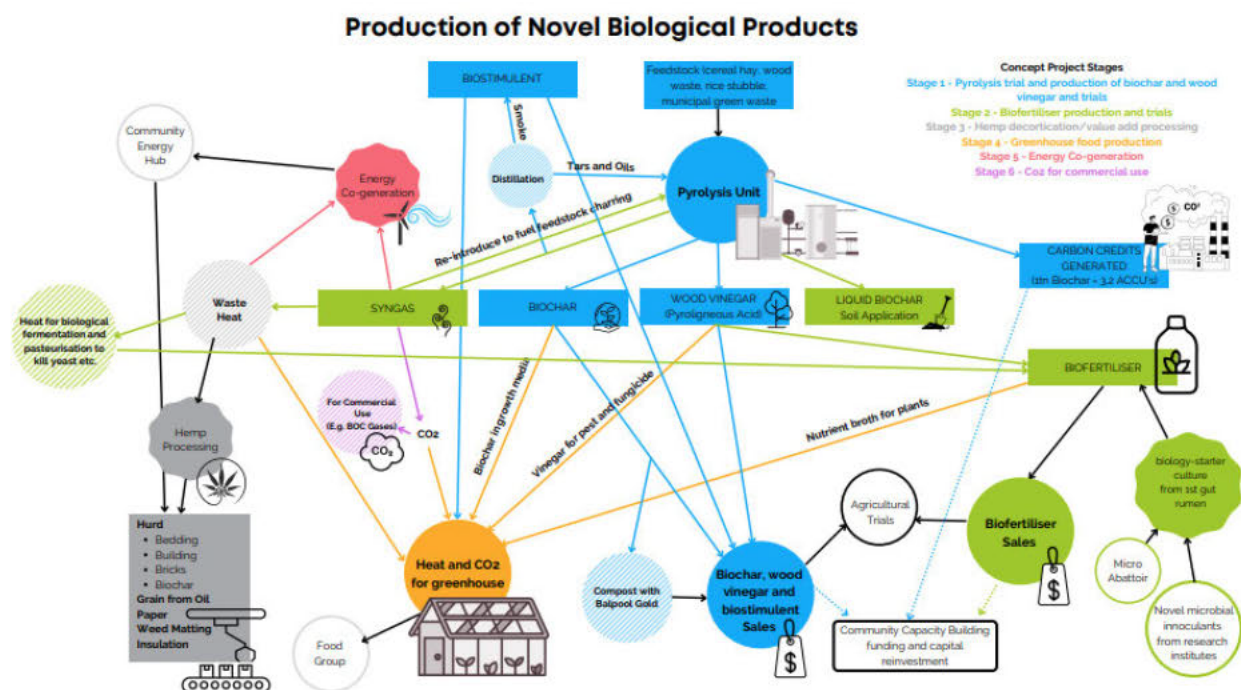 Production of Novel Biological Products
BIOSTIMULENT
Feedstock (cereal hay, wood
waste, rice stubble,
municipal green waste
Concept Project Stages
Stage 1 - Pyrolysis trial and production of biochar and wood
vinegar and trials
Stage 2 - Biofertiliser production and trials
Stage 3 - Hemp decortication/value add processing
Stage 4 - Greenhouse food production
Stage 5 - Energy Co-generation
Stage 6 - Co2 for commercial use
Community
Energy
Hub
Energy
Co-generation
Smoke
Distillation
Tars and Oils
Pyrolysis Unit
Re-introduce to fuel feedstock charring
CO²
$
$
CARBON CREDITS
GENERATED
(1tn Biochar = 3.2 ACCU's)
Waste
Heat
SYNGAS
BIOCHAR
WOOD VINEGAR
(Pyroligneous Acid)
LIQUID BIOCHAR
Soil Application
Heat for biological
fermentation and
pasteurisation to
kill yeast etc.
BIOFERTILISER
For Commercial
Use
(E.g. BOC Gases)
CO2
CO₂
Biochar in growth media
Vinegar for pest and fungicide
Nutrient broth for plants
Hemp
Processing
biology-starter
culture
from 1st gut
rumen
Agricultural
Trials
Biofertiliser
Sales
$
Hurd
• Bedding
• Building
• Bricks
• Biochar
Grain from Oil
Paper
Weed Matting
Insulation
Heat and CO2
for greenhouse
Compost with
Balpool Gold
Biochar, wood
vinegar and
biostimulent
Sales
$
Micro
Abattoir
Novel microbial
innoculants
from research
institutes
Food
Group
Community Capacity Building
funding and capital
reinvestment